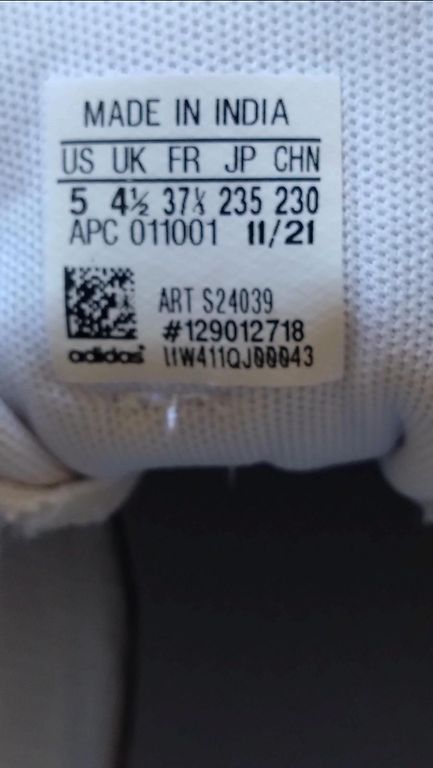 MADE IN INDIA
US UK FR JP CHN
5 4½ 37⅓ 235 230
APC 011001 11/21
ART S24039
#129012718
adidas